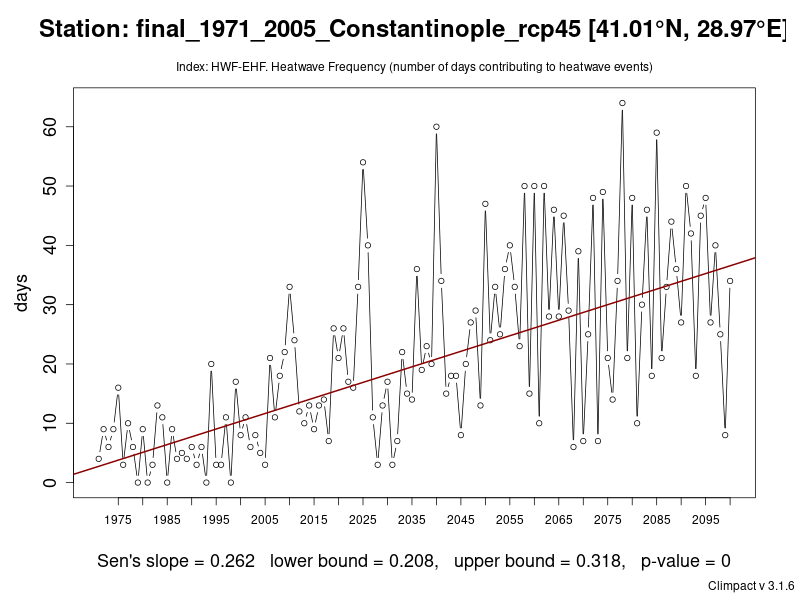 Station: final_1971_2005_Constantinople_rcp45 [41.01°N, 28.97°E]
Index: HWF-EHF. Heatwave Frequency (number of days contributing to heatwave events)
days
60
50
40
30
20
10
0
1975 1985 1995 2005 2015 2025 2035 2045 2055 2065 2075 2085 2095
Sen's slope = 0.262 lower bound = 0.208, upper bound = 0.318, p-value = 0
Climpact v 3.1.6